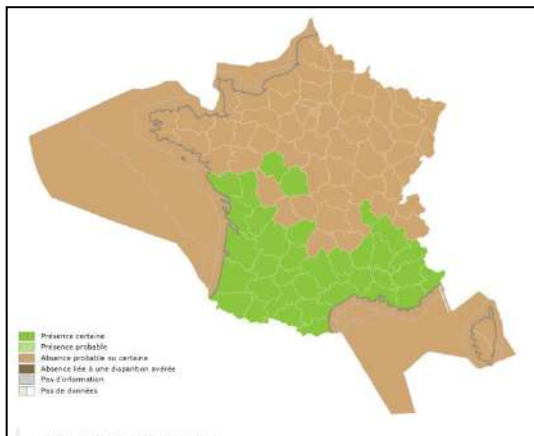 Présence certaine
Présence probable
Absence probable ou certaine
Absence liée à une disparition avérée
Pas d'information
Pas de données